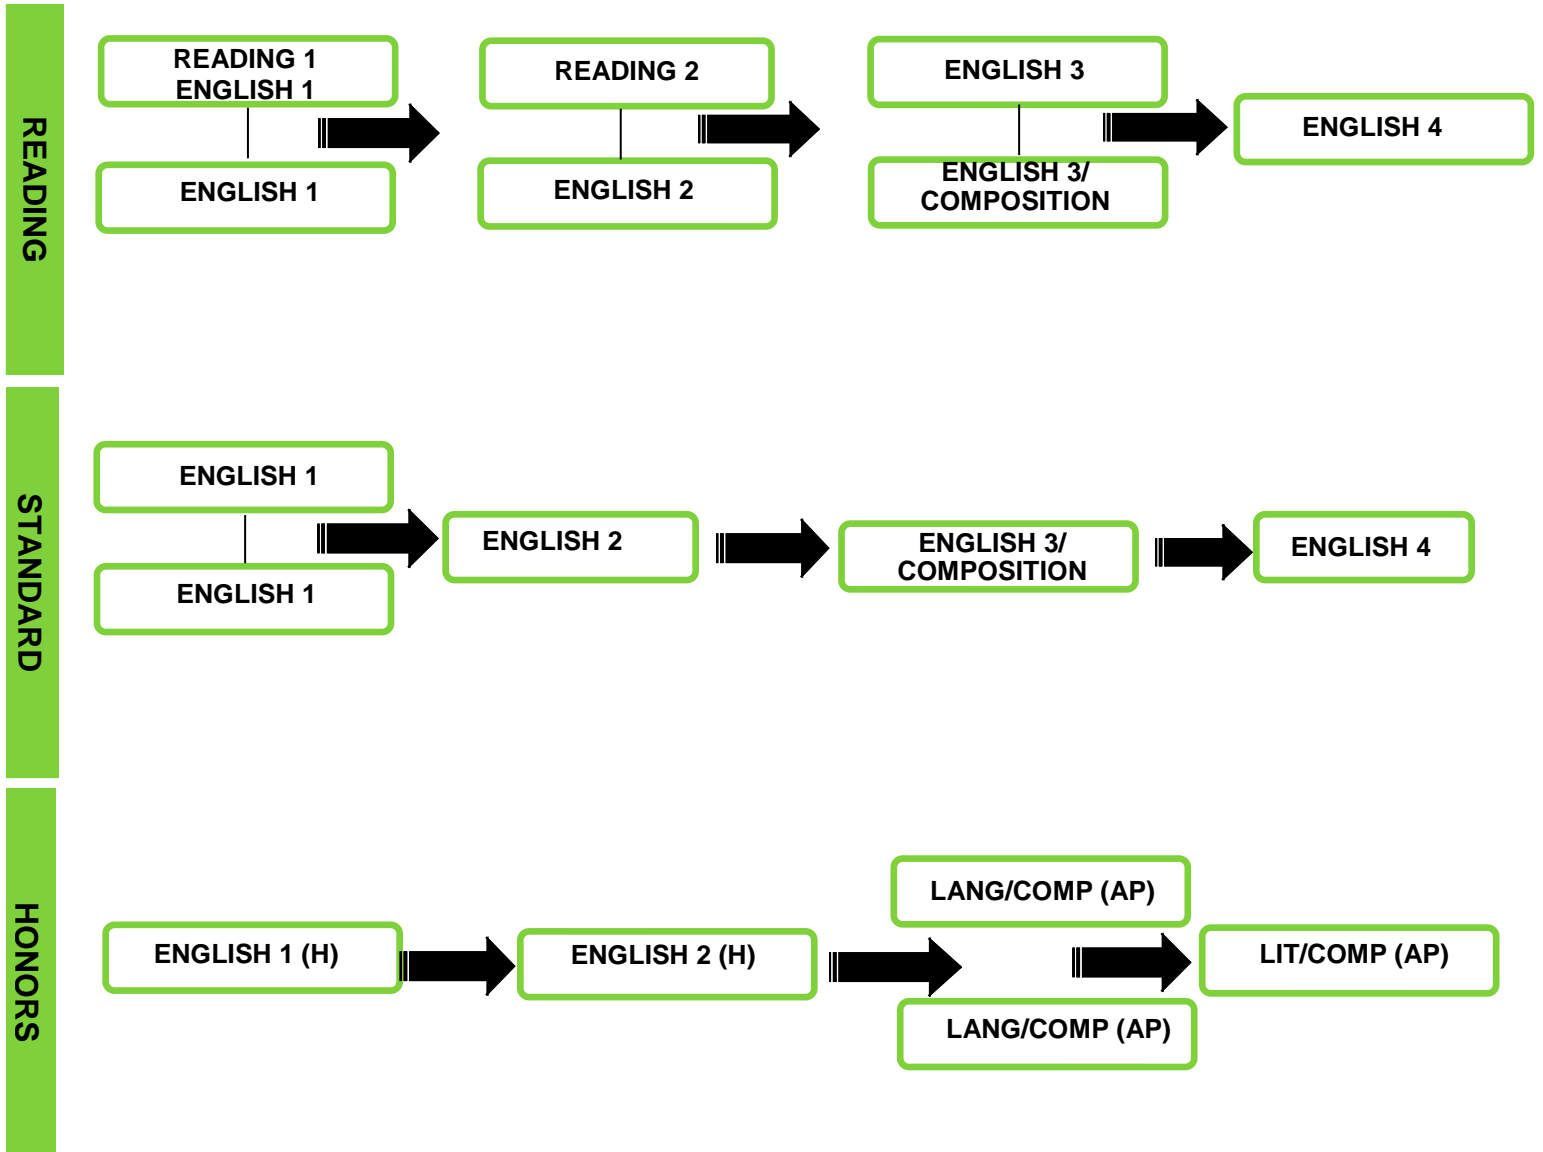 READING
READING 1
ENGLISH 1
ENGLISH 1
READING 2
ENGLISH 2
ENGLISH 3
ENGLISH 3/
COMPOSITION
ENGLISH 4
STANDARD
ENGLISH 1
ENGLISH 1
ENGLISH 2
ENGLISH 3/
COMPOSITION
ENGLISH 4
HONORS
ENGLISH 1 (H)
ENGLISH 2 (H)
LANG/COMP (AP)
LANG/COMP (AP)
LIT/COMP (AP)